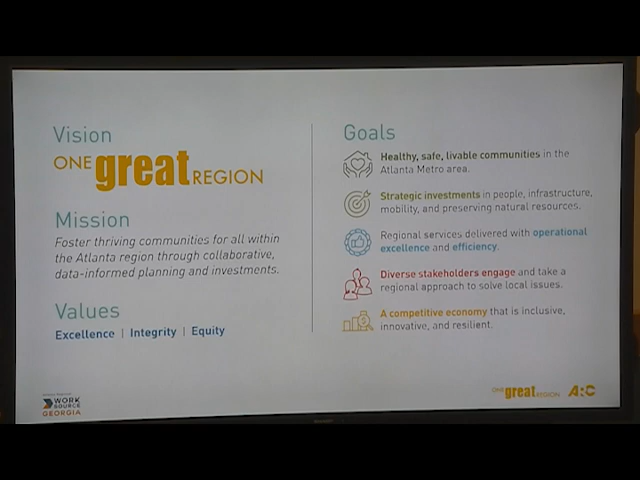 Vision
ONE great REGION
Mission
Foster thriving communities for all within
the Atlanta region through collaborative,
data-informed planning and investments.
Values
Excellence | Integrity | Equity
Goals
Healthy, safe, livable communities in the
Atlanta Metro area.
Strategic investments in people, infrastructure,
mobility, and preserving natural resources.
Regional services delivered with operational
excellence and efficiency.
Diverse stakeholders engage and take a
regional approach to solve local issues.
A competitive economy that is inclusive,
innovative, and resilient.
WORK
SOURCE
GEORGIA
ONE great REGION
ARC